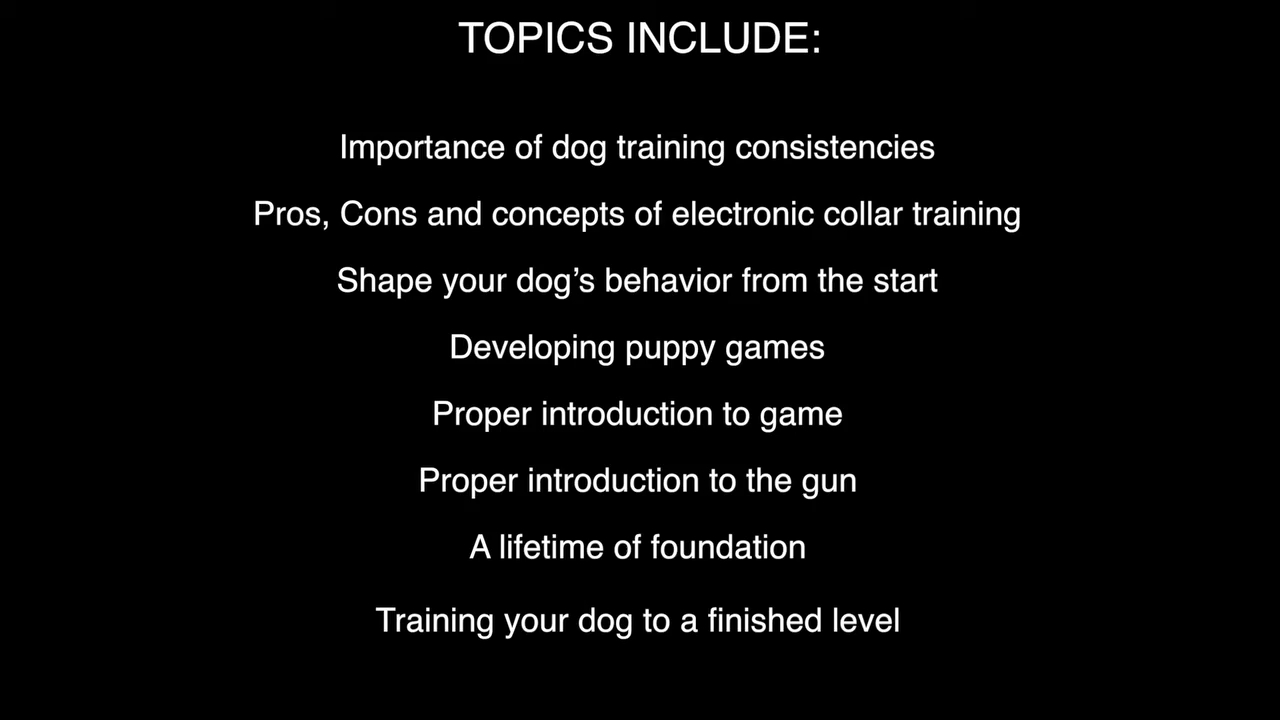 TOPICS INCLUDE:
Importance of dog training consistencies
Pros, Cons and concepts of electronic collar training
Shape your dog’s behavior from the start
Developing puppy games
Proper introduction to game
Proper introduction to the gun
A lifetime of foundation
Training your dog to a finished level